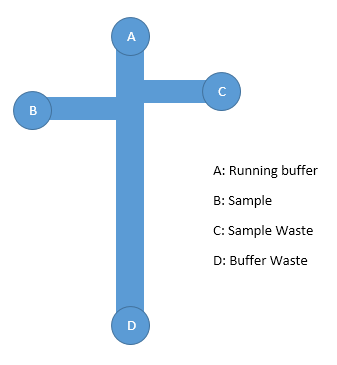 A
C
B
A: Running buffer
B: Sample
C: Sample Waste
D: Buffer Waste
D